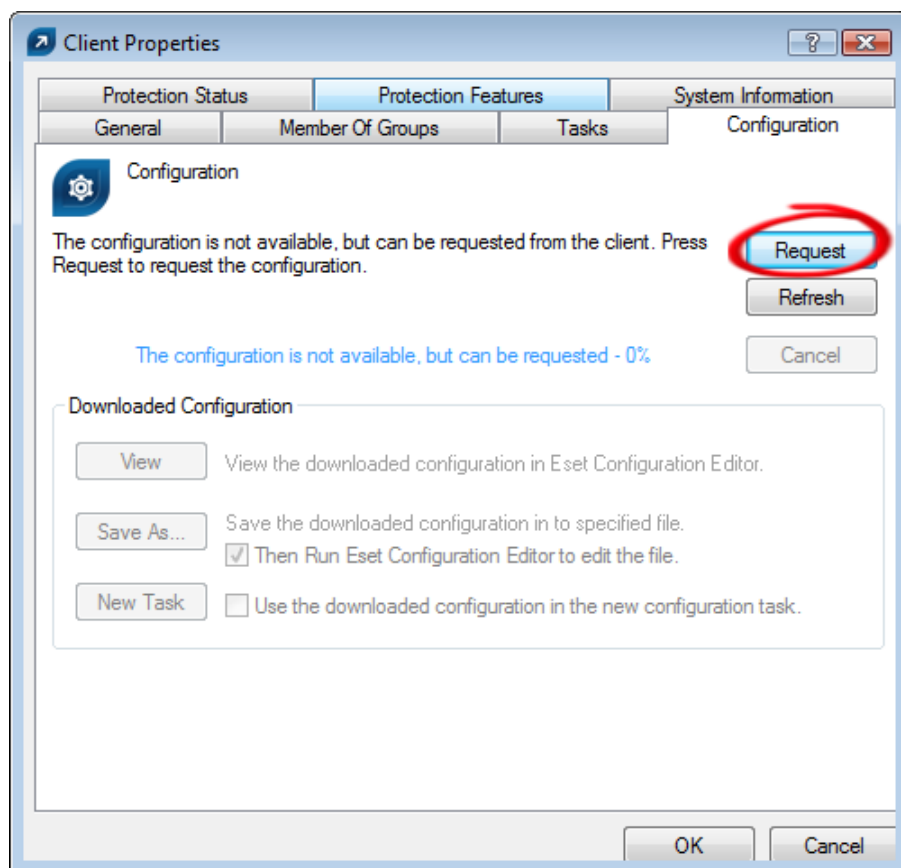 Client Properties
Protection Status Protection Features System Information
General Member Of Groups Tasks Configuration
Configuration
The configuration is not available, but can be requested from the client. Press
Request to request the configuration.
Request
Refresh
The configuration is not available, but can be requested - 0%
Cancel
Downloaded Configuration
View View the downloaded configuration in Eset Configuration Editor.
Save As... Save the downloaded configuration in to specified file.
Then Run Eset Configuration Editor to edit the file.
New Task Use the downloaded configuration in the new configuration task.
OK Cancel